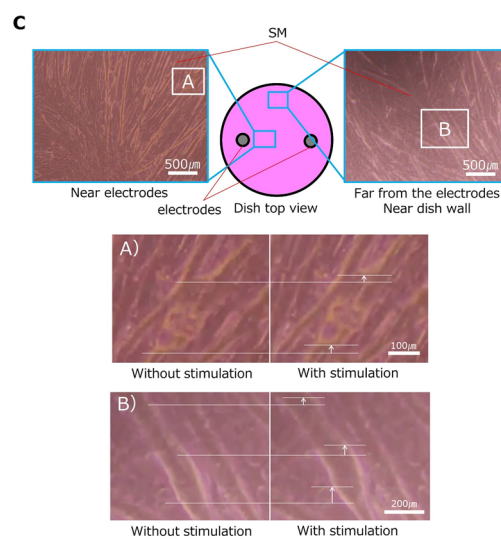 C
SM
A
500㎛
Near electrodes
electrodes
Dish top view
B
500㎛
Far from the electrodes
Near dish wall
A)
100㎛
Without stimulation
With stimulation
B)
200㎛
Without stimulation
With stimulation